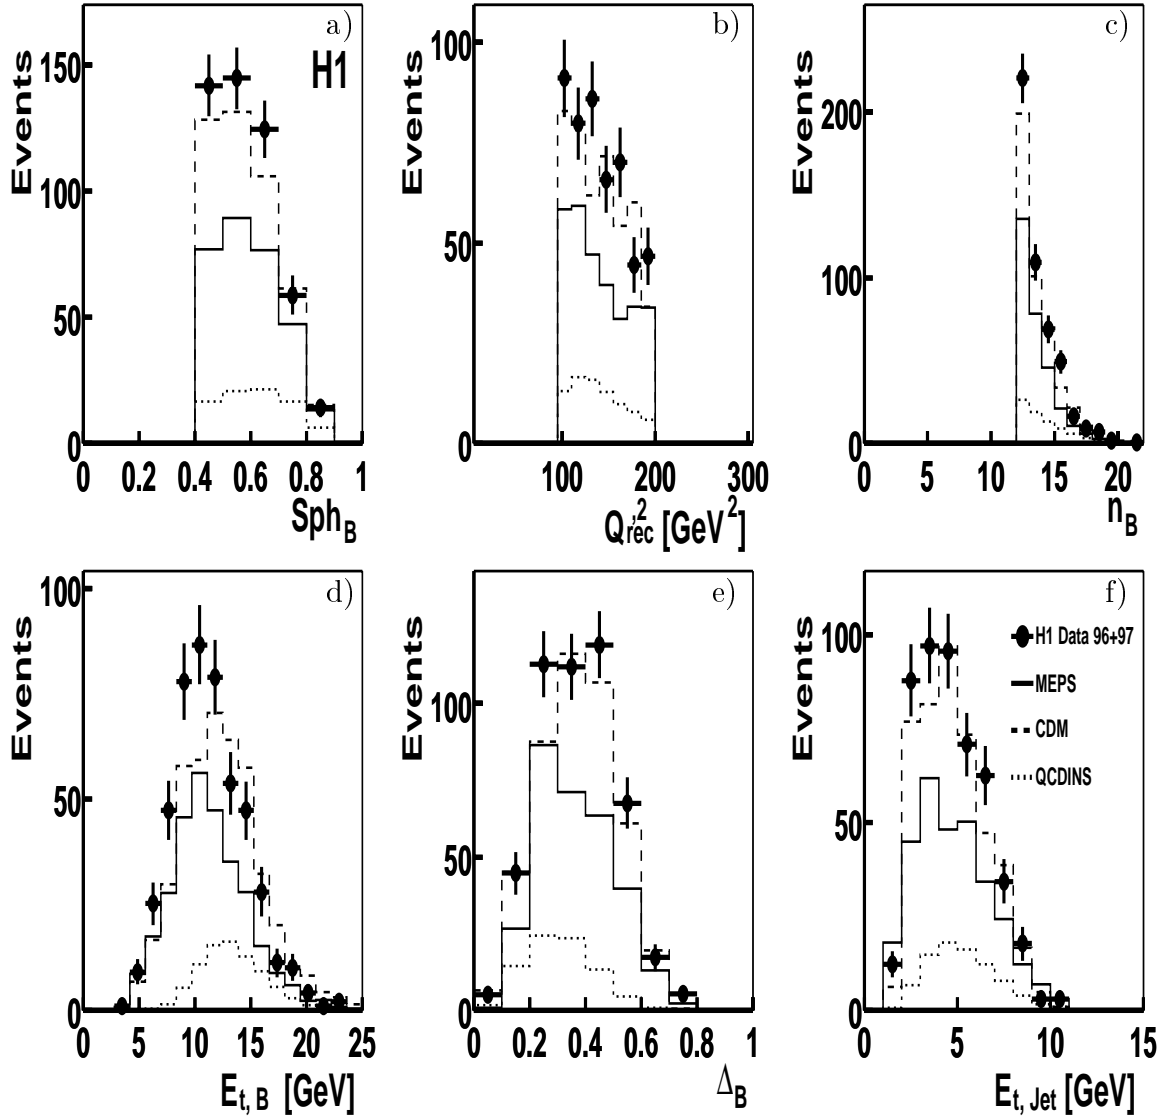 a)
H1
Events
150
100
50
0
0 0.2 0.4 0.6 0.8 1
Sph_B
b)
Events
100
50
0
0 100 200 300
Q'^2_rec [GeV^2]
c)
Events
200
100
0
0 5 10 15 20
n_B
d)
Events
100
50
0
0 5 10 15 20 25
E_t, B [GeV]
e)
Events
100
50
0
0 0.2 0.4 0.6 0.8 1
Δ_B
f)
Events
100
50
0
H1 Data 96+97
MEPS
CDM
QCDINS
0 5 10 15
E_t, Jet [GeV]